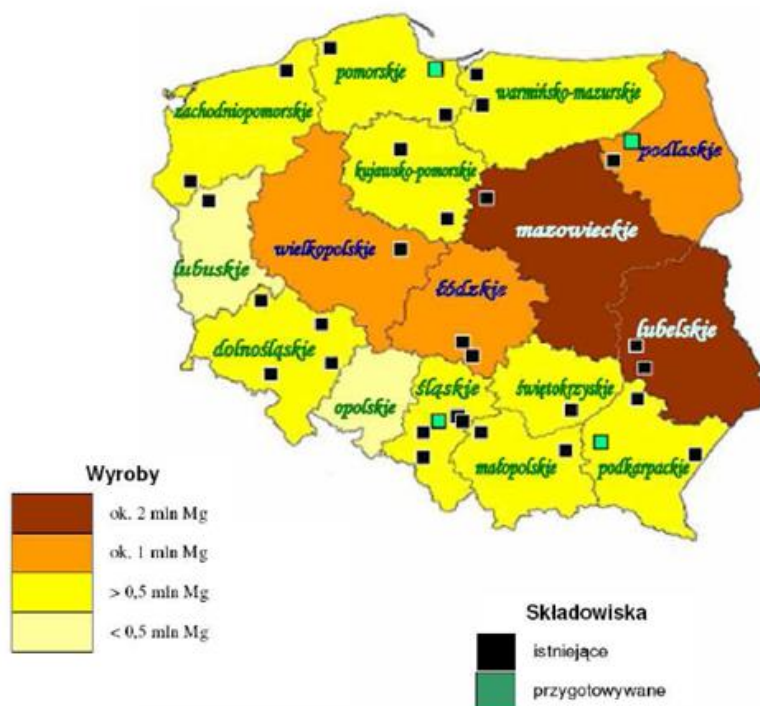 pomorskie
zachodniopomorskie
warmińsko-mazurskie
podlaskie
kujawsko-pomorskie
mazowieckie
wielkopolskie
lubuskie
łódzkie
lubelskie
dolnośląskie
śląskie
świętokrzyskie
opolskie
małopolskie
podkarpackie
Wyroby
ok. 2 mln Mg
ok. 1 mln Mg
> 0,5 mln Mg
< 0,5 mln Mg
Składowiska
istniejące
przygotowywane